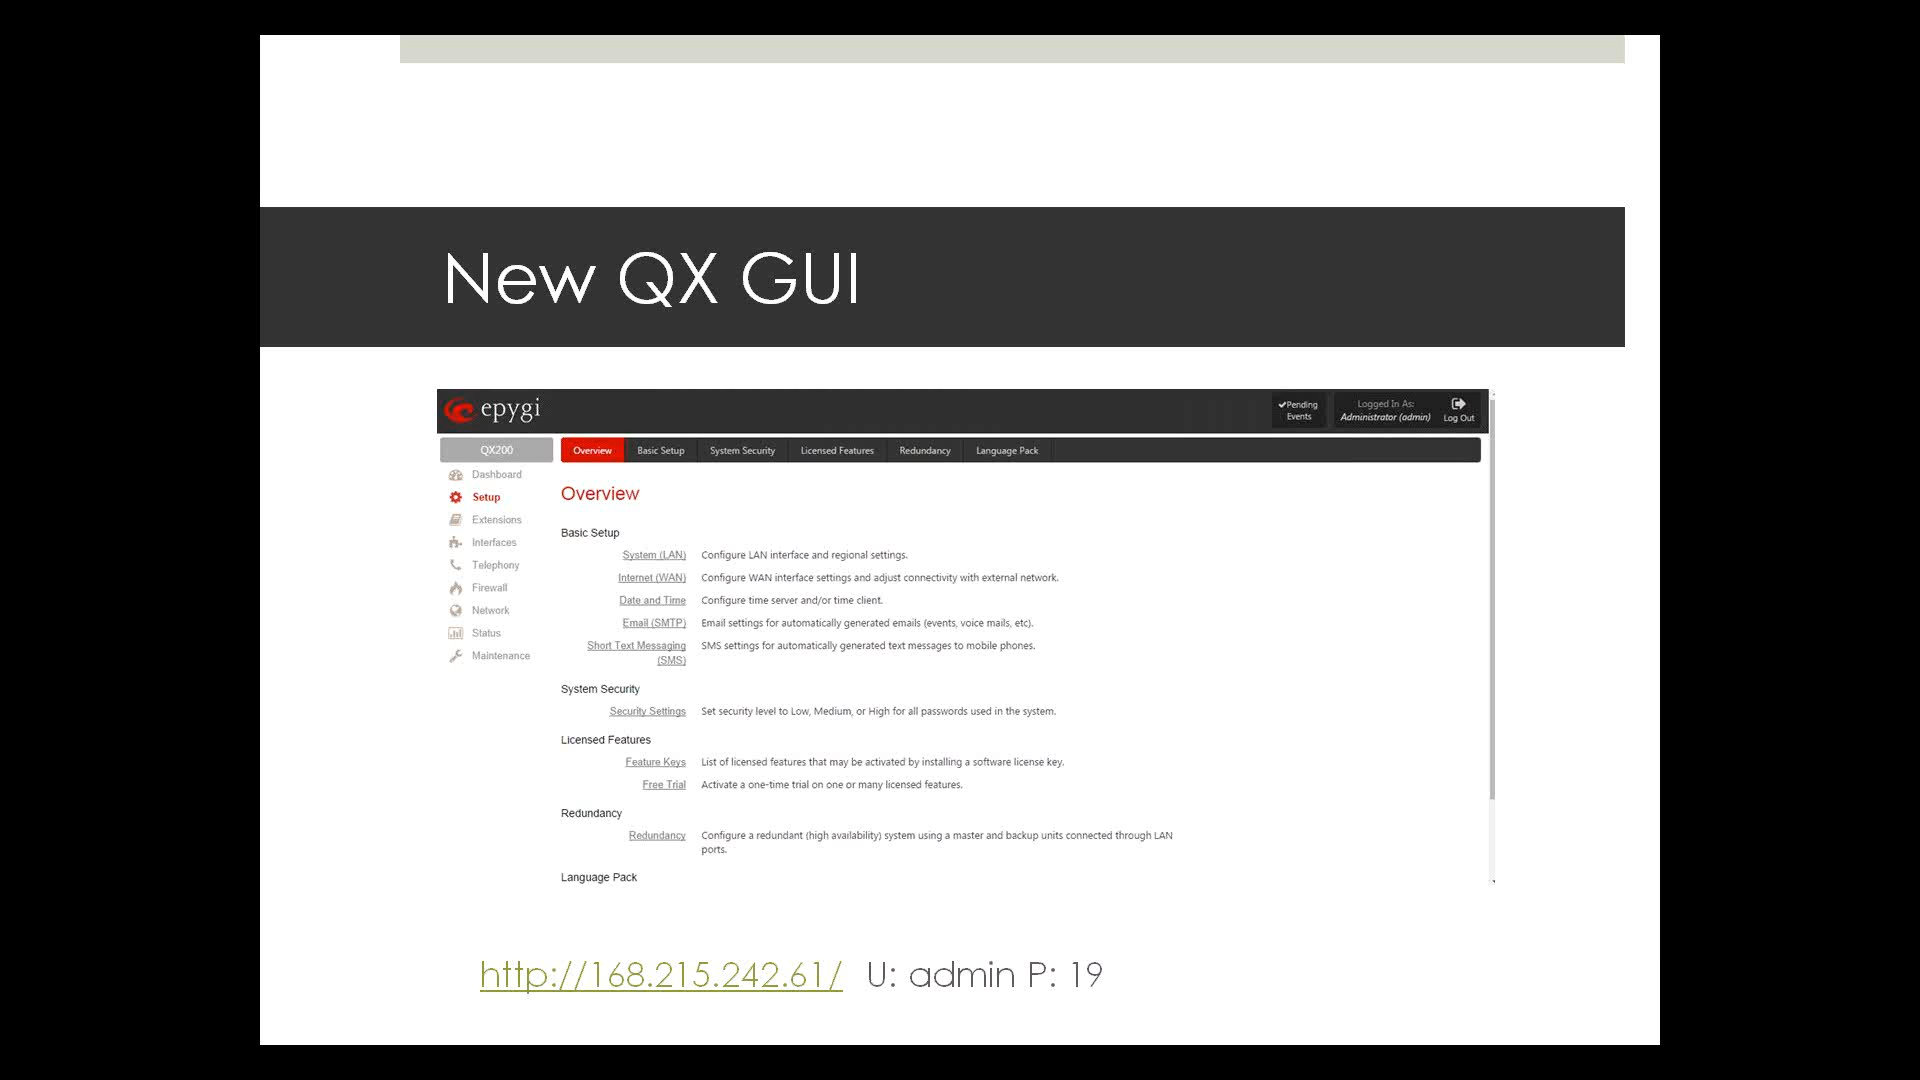 New QX GUI
epygi
Pending Events
Logged In As:
Administrator (admin)
Log Out
QX200
Overview Basic Setup System Security Licensed Features Redundancy Language Pack
Dashboard
Setup
Extensions
Interfaces
Telephony
Firewall
Network
Status
Maintenance
Overview
Basic Setup
System (LAN) Configure LAN interface and regional settings.
Internet (WAN) Configure WAN interface settings and adjust connectivity with external network.
Date and Time Configure time server and/or time client.
Email (SMTP) Email settings for automatically generated emails (events, voice mails, etc).
Short Text Messaging SMS settings for automatically generated text messages to mobile phones.
(SMS)
System Security
Security Settings Set security level to Low, Medium, or High for all passwords used in the system.
Licensed Features
Feature Keys List of licensed features that may be activated by installing a software license key.
Free Trial Activate a one-time trial on one or many licensed features.
Redundancy
Redundancy Configure a redundant (high availability) system using a master and backup units connected through LAN
ports.
Language Pack
http://168.215.242.61/ U: admin P: 19